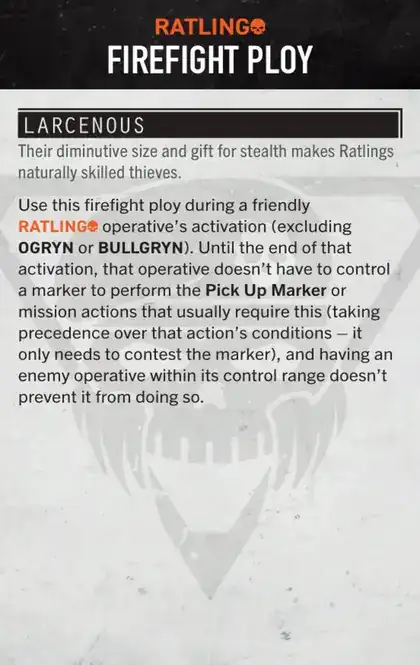 RATLING
FIREFIGHT PLOY
LARCENOUS
Their diminutive size and gift for stealth makes Ratlings
naturally skilled thieves.
Use this firefight ploy during a friendly
RATLING operative's activation (excluding
OGRYN or BULLGRYN). Until the end of that
activation, that operative doesn't have to control
a marker to perform the Pick Up Marker or
mission actions that usually require this (taking
precedence over that action's conditions – it
only needs to contest the marker), and having an
enemy operative within its control range doesn't
prevent it from doing so.